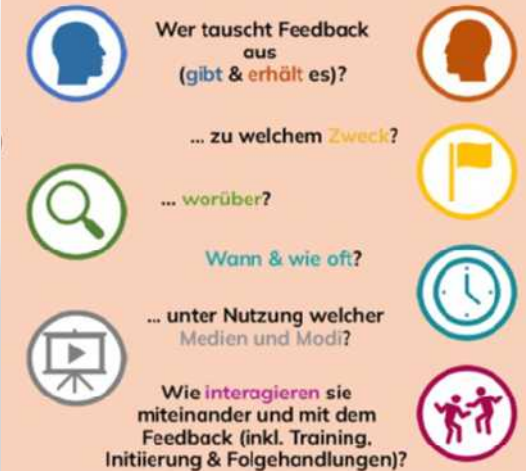 Wer tauscht Feedback
aus
(gibt & erhält es)?
... zu welchem Zweck?
... worüber?
Wann & wie oft?
... unter Nutzung welcher
Medien und Modi?
Wie interagieren sie
miteinander und mit dem
Feedback (inkl. Training,
Initiierung & Folgehandlungen)?